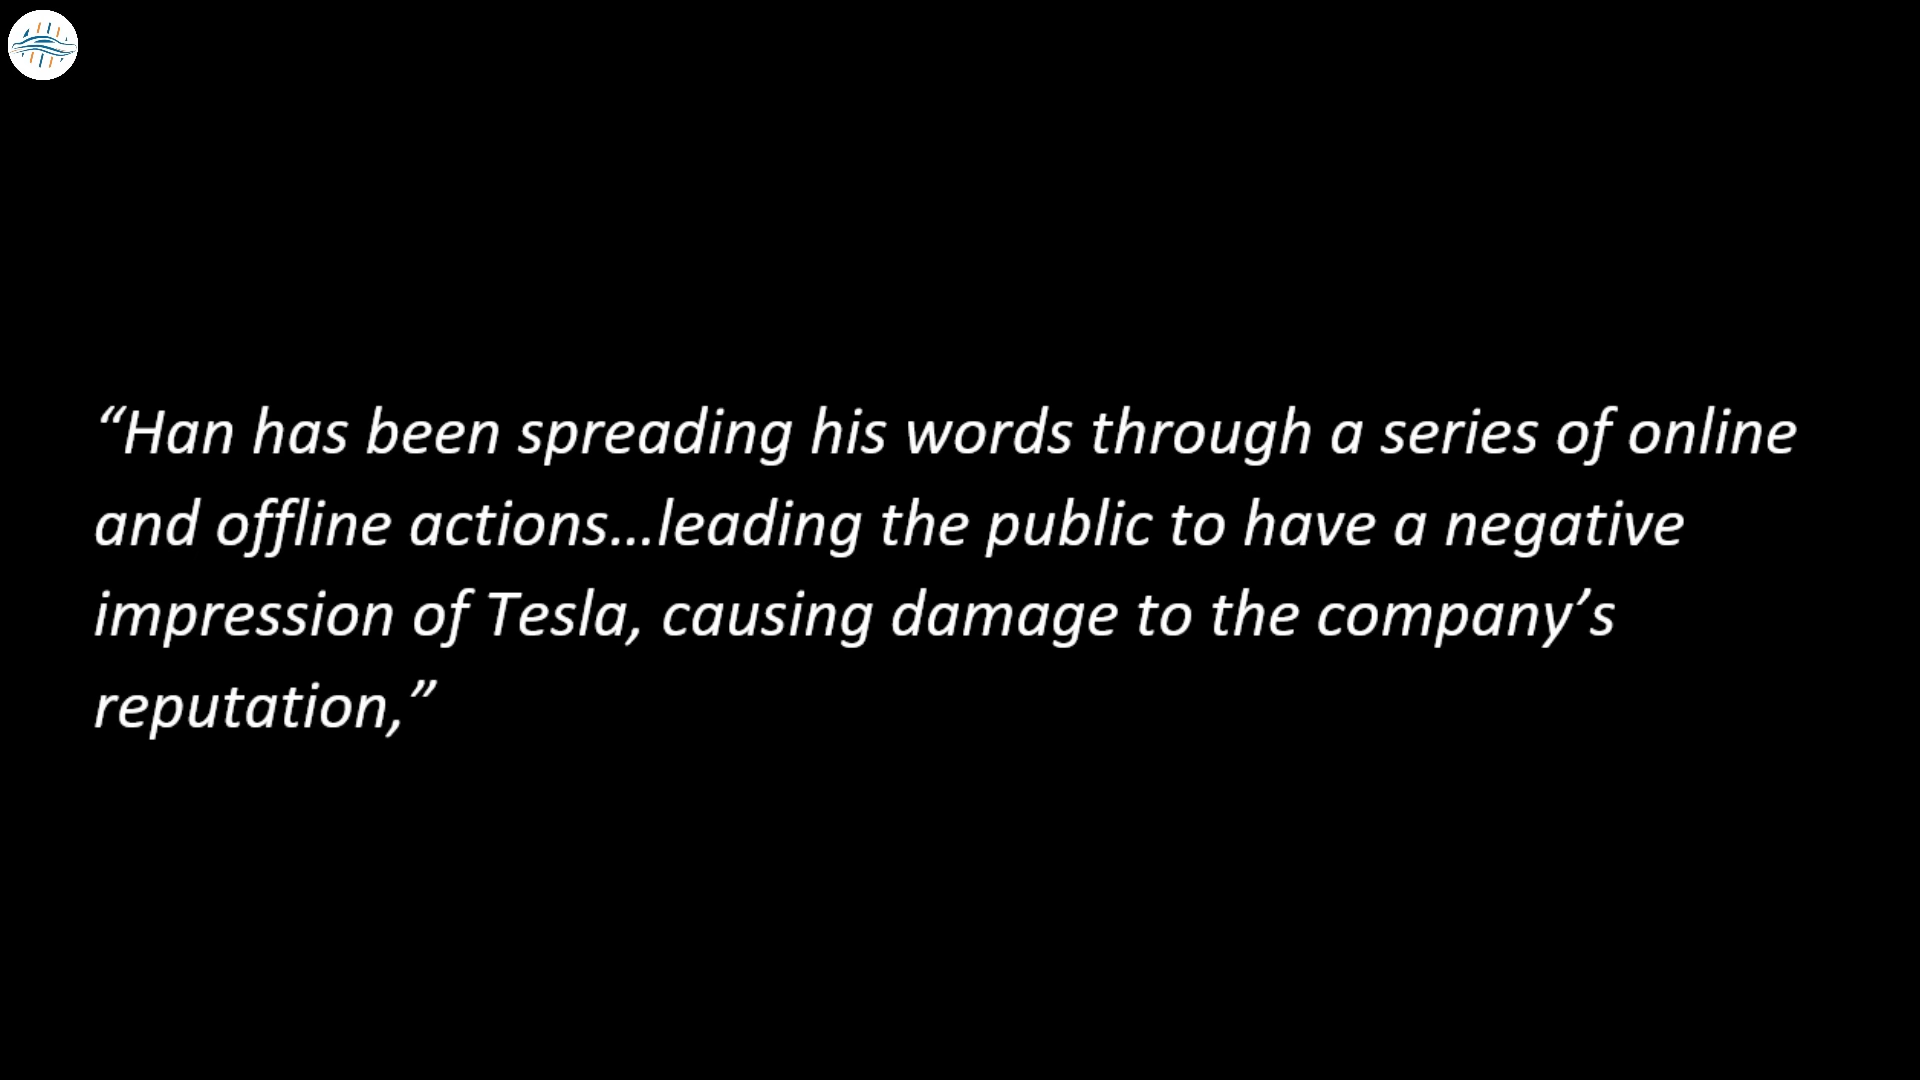 “Han has been spreading his words through a series of online
and offline actions…leading the public to have a negative
impression of Tesla, causing damage to the company’s
reputation,”